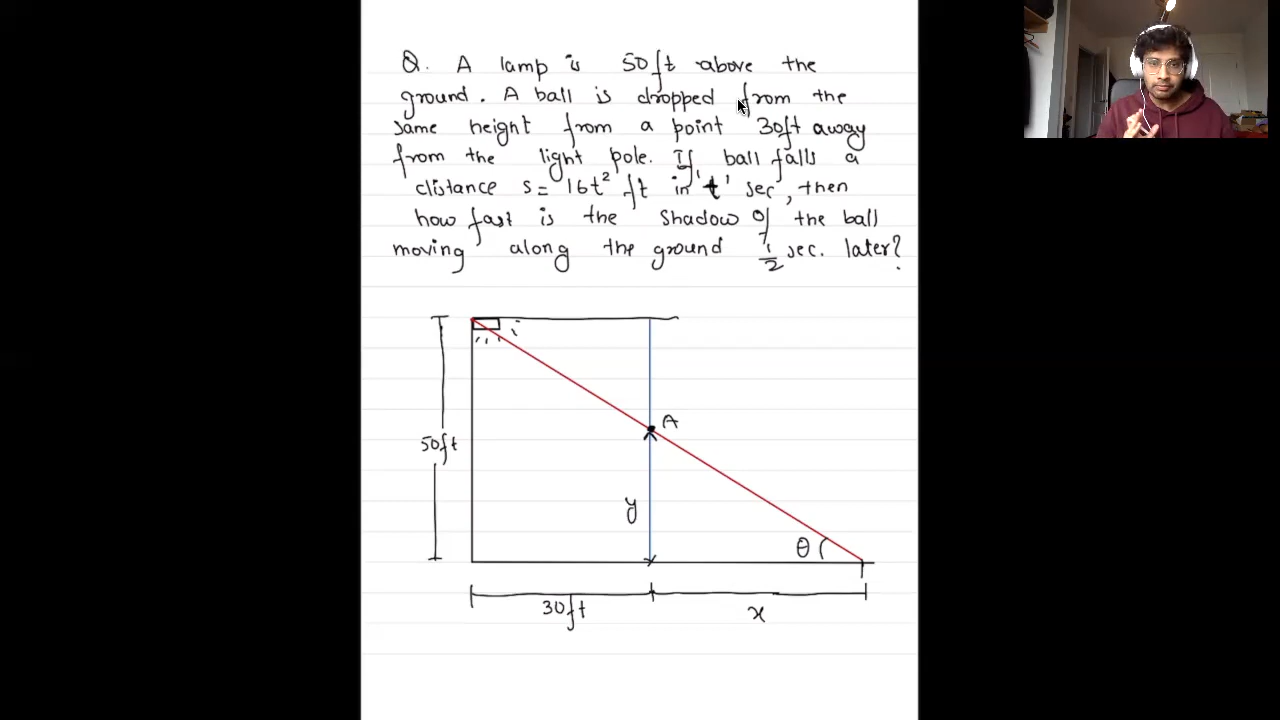 Q. A lamp is 50ft above the
ground. A ball is dropped from the
same height from a point 30ft away
from the light pole. If ball falls a
distance s = 16t² ft in 't' sec, then
how fast is the shadow of the ball
moving along the ground 1/2 sec. later?
A
50ft
y
θ
30ft
x